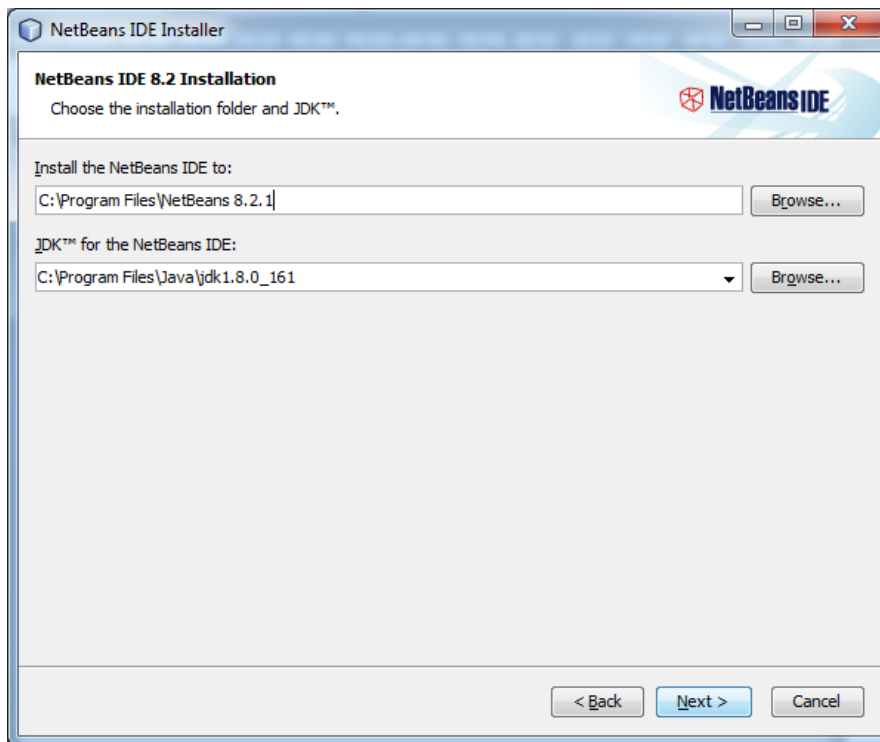 NetBeans IDE Installer
NetBeans IDE 8.2 Installation
Choose the installation folder and JDK™.
NetBeans IDE
Install the NetBeans IDE to:
C:\Program Files\NetBeans 8.2.1
Browse...
JDK™ for the NetBeans IDE:
C:\Program Files\Java\jdk1.8.0_161
Browse...
< Back
Next >
Cancel